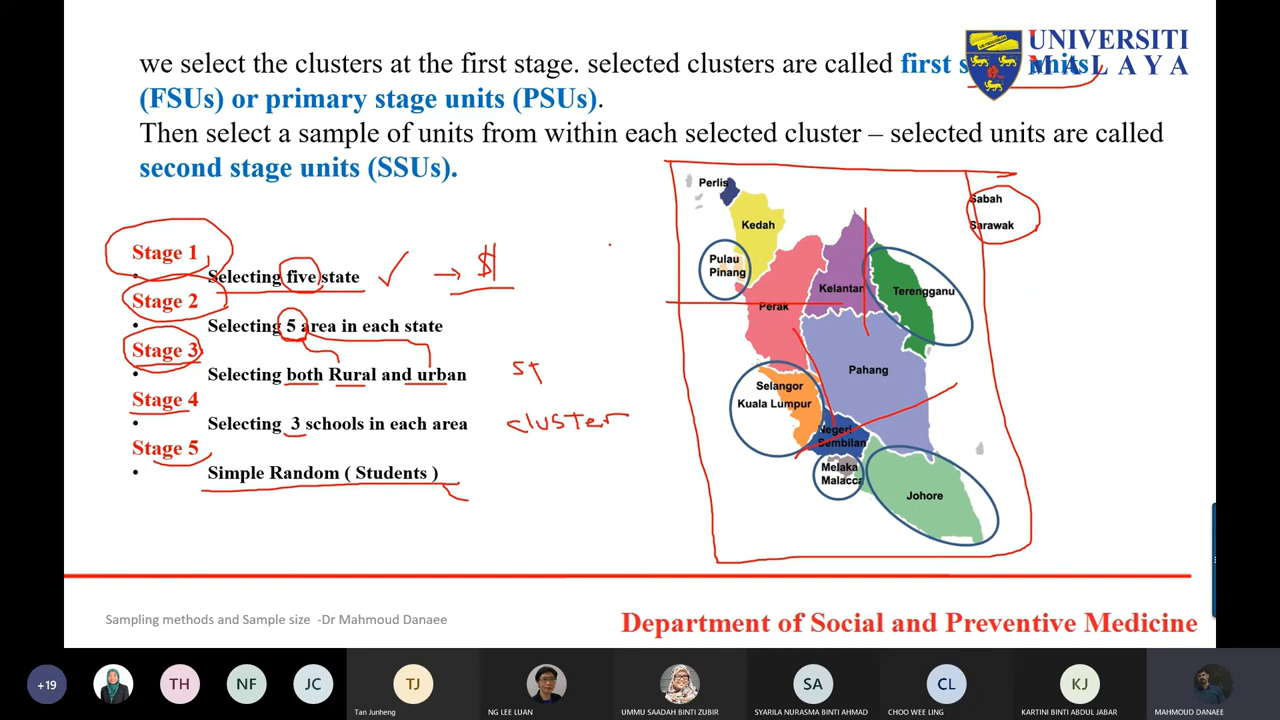 we select the clusters at the first stage. selected clusters are called first units
(FSUs) or primary stage units (PSUs).
Then select a sample of units from within each selected cluster – selected units are called
second stage units (SSUs).
UNIVERSITI
MALAYA
Stage 1
• Selecting five state
$
Stage 2
• Selecting 5 area in each state
Stage 3
• Selecting both Rural and urban
st
Stage 4
• Selecting 3 schools in each area
cluster
Stage 5
• Simple Random ( Students )
Perlis
Kedah
Pulau
Pinang
Perak
Kelantan
Terengganu
Pahang
Selangor
Kuala Lumpur
Negeri
Sembilan
Melaka
Malacca
Johore
Sabah
Sarawak
Sampling methods and Sample size -Dr Mahmoud Danaee
Department of Social and Preventive Medicine
+19
TH
NF
JC
TJ
Tan Junheng
NG LEE LUAN
UMMU SAADAH BINTI ZUBIR
SA
SYARILA NURASMA BINTI AHMAD
CL
CHOO WEE LING
KJ
KARTINI BINTI ABDUL JABAR
MAHMOUD DANAEE